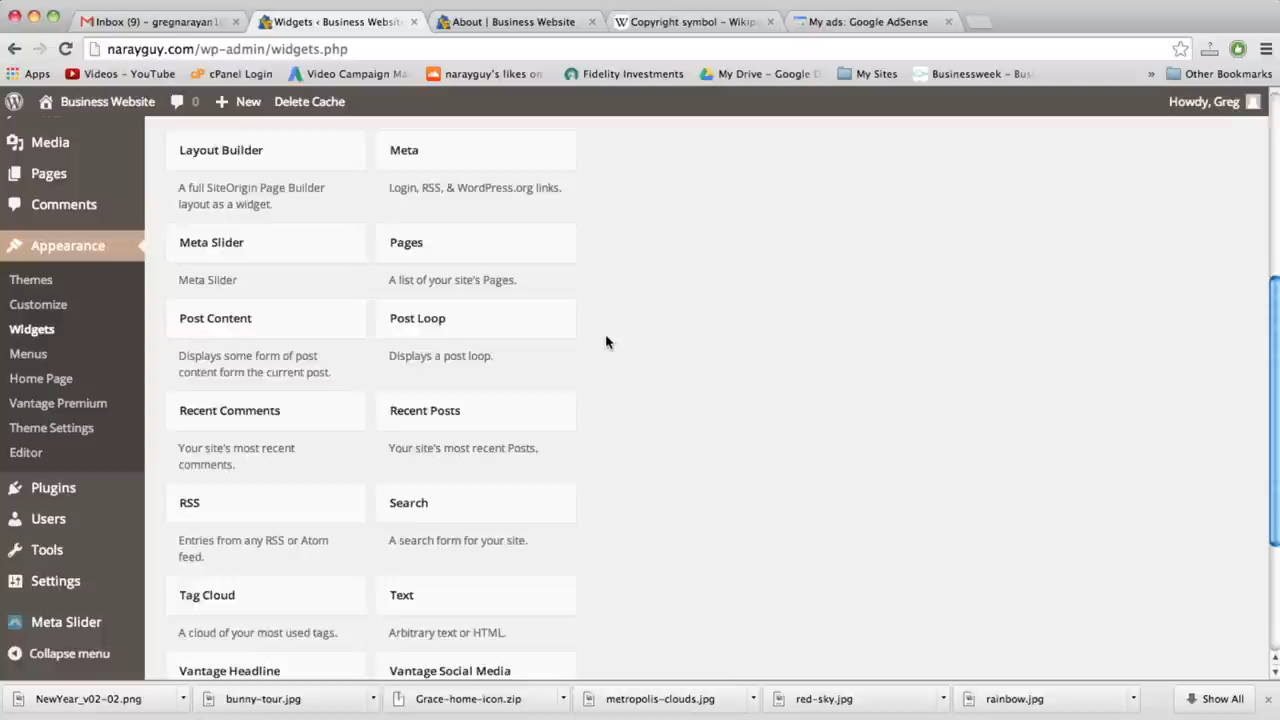 Inbox (9) - gregnarayan1
Widgets ‹ Business Websit
About | Business Website
Copyright symbol - Wikip
My ads: Google AdSense
narayguy.com/wp-admin/widgets.php
Apps
Videos - YouTube
cPanel Login
Video Campaign Ma
narayguy's likes on
Fidelity Investments
My Drive - Google D
My Sites
Businessweek - Bus
»
Other Bookmarks
Business Website
0
New
Delete Cache
Howdy, Greg
Media
Pages
Comments
Appearance
Themes
Customize
Widgets
Menus
Home Page
Vantage Premium
Theme Settings
Editor
Plugins
Users
Tools
Settings
Meta Slider
Collapse menu
Layout Builder
A full SiteOrigin Page Builder
layout as a widget.
Meta
Login, RSS, & WordPress.org links.
Meta Slider
Meta Slider
Pages
A list of your site's Pages.
Post Content
Displays some form of post
content form the current post.
Post Loop
Displays a post loop.
Recent Comments
Your site's most recent
comments.
Recent Posts
Your site's most recent Posts.
RSS
Entries from any RSS or Atom
feed.
Search
A search form for your site.
Tag Cloud
A cloud of your most used tags.
Text
Arbitrary text or HTML.
Vantage Headline
Vantage Social Media
NewYear_v02-02.png
bunny-tour.jpg
Grace-home-icon.zip
metropolis-clouds.jpg
red-sky.jpg
rainbow.jpg
Show All